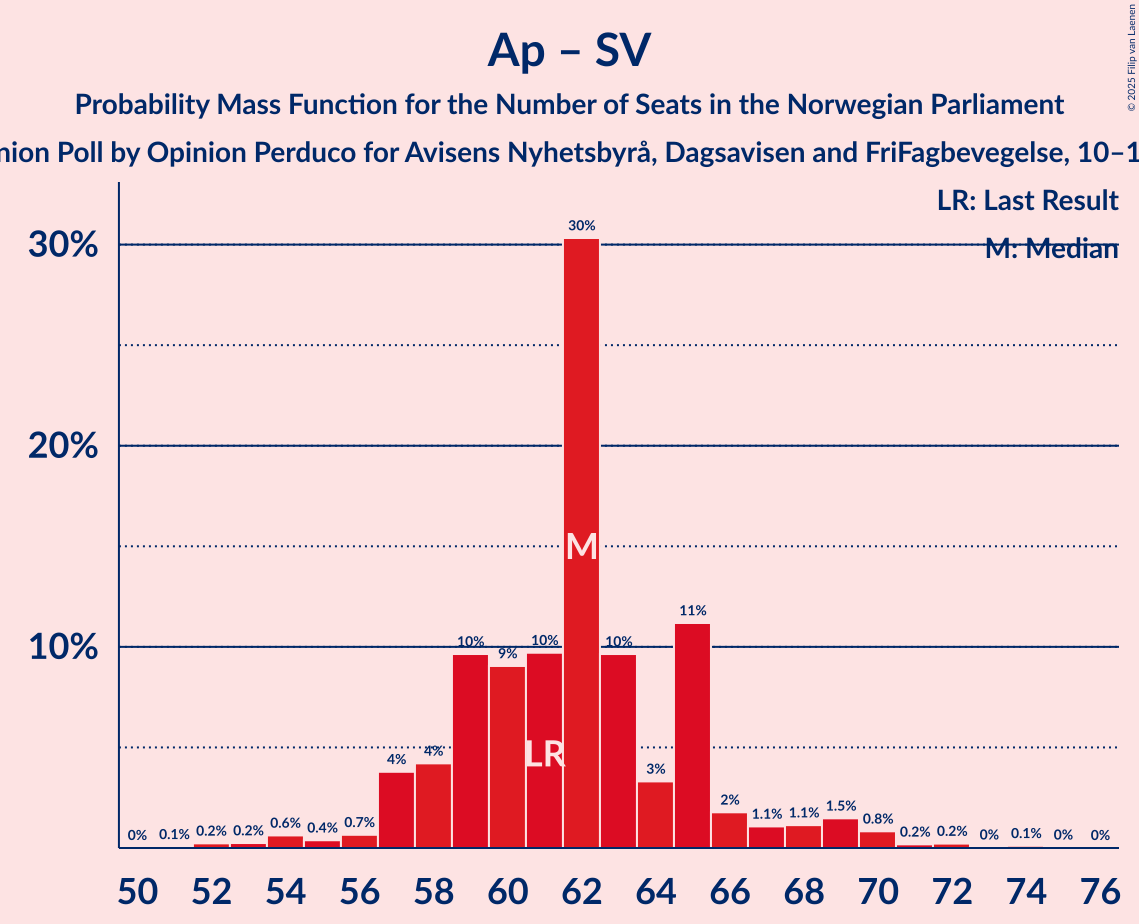 Ap – SV
Probability Mass Function for the Number of Seats in the Norwegian Parliament
Poll by Opinion Perduco for Avisens Nyhetsbyrå, Dagsavisen and FriFagbevegelse,
© 2025 Filip van Laenen
LR: Last Result
M: Median
30%
20%
10%
0% 0.1% 0.2% 0.2% 0.6% 0.4% 0.7% 4% 4% 10% 9% 10% 30% 10% 3% 11% 2% 1.1% 1.1% 1.5% 0.8% 0.2% 0.2% 0% 0.1% 0% 0%
M
LR
50 52 54 56 58 60 62 64 66 68 70 72 74 76